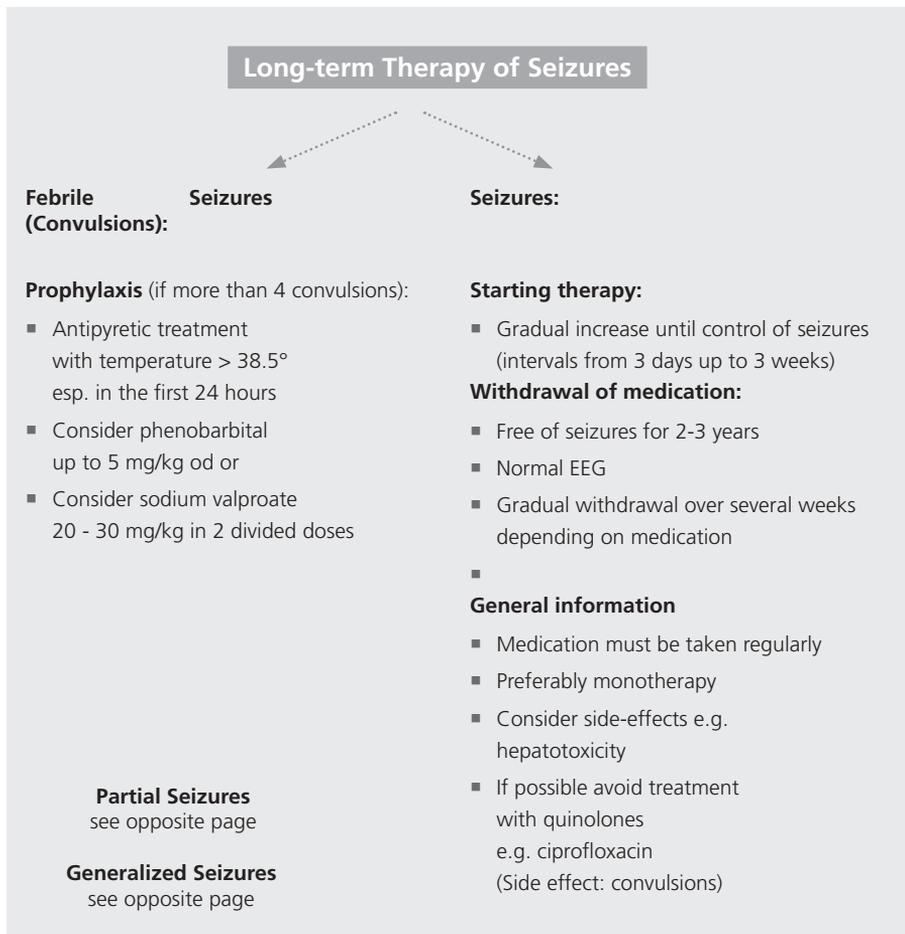 Long-term Therapy of Seizures
Febrile Seizures
(Convulsions):
Prophylaxis (if more than 4 convulsions):
■ Antipyretic treatment
with temperature > 38.5°
esp. in the first 24 hours
■ Consider phenobarbital
up to 5 mg/kg od or
■ Consider sodium valproate
20 - 30 mg/kg in 2 divided doses
Partial Seizures
see opposite page
Generalized Seizures
see opposite page
Seizures:
Starting therapy:
■ Gradual increase until control of seizures
(intervals from 3 days up to 3 weeks)
Withdrawal of medication:
■ Free of seizures for 2-3 years
■ Normal EEG
■ Gradual withdrawal over several weeks
depending on medication
■
General information
■ Medication must be taken regularly
■ Preferably monotherapy
■ Consider side-effects e.g.
hepatotoxicity
■ If possible avoid treatment
with quinolones
e.g. ciprofloxacin
(Side effect: convulsions)